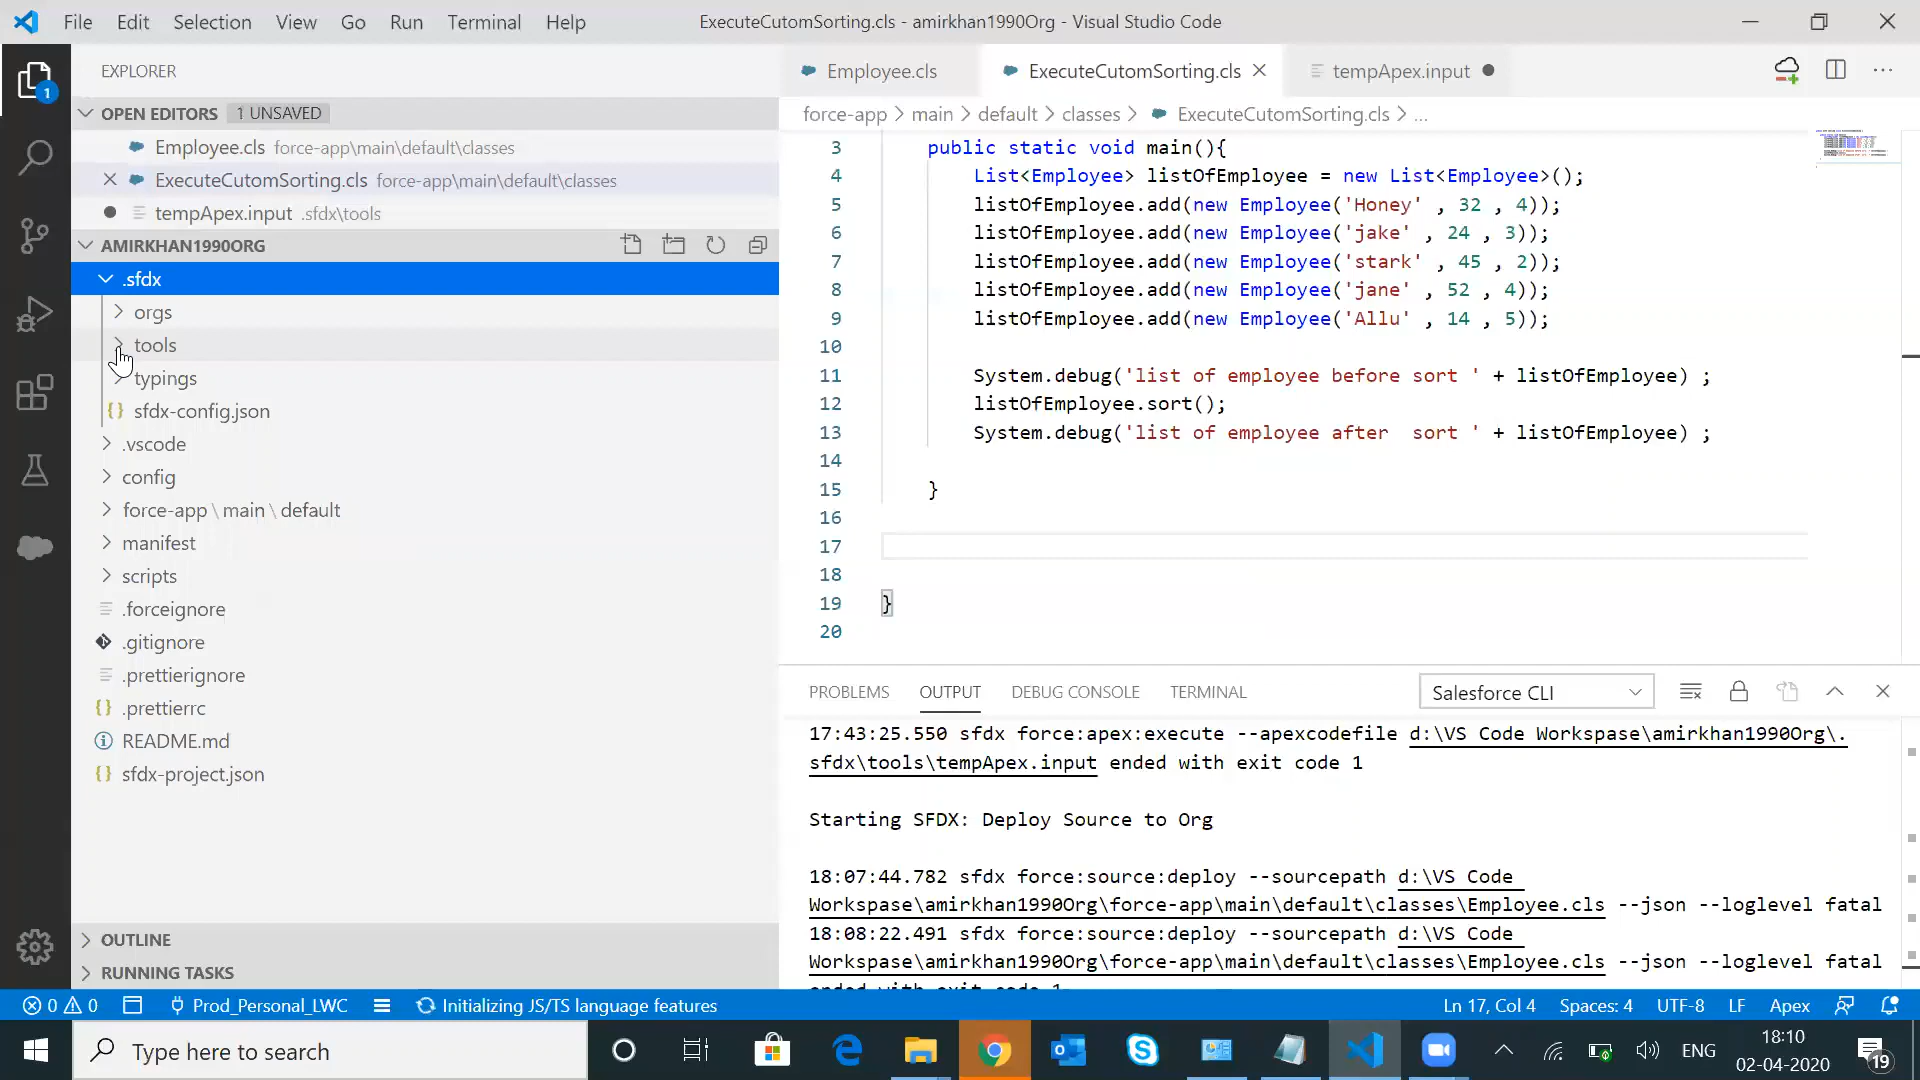 File Edit Selection View Go Run Terminal Help
ExecuteCutomSorting.cls - amirkhan1990Org - Visual Studio Code
1
EXPLORER
OPEN EDITORS 1 UNSAVED
Employee.cls force-app\main\default\classes
ExecuteCutomSorting.cls force-app\main\default\classes
tempApex.input .sfdx\tools
AMIRKHAN1990ORG
.sfdx
orgs
tools
typings
{} sfdx-config.json
.vscode
config
force-app \ main \ default
manifest
scripts
.forceignore
.gitignore
.prettierignore
{} .prettierrc
README.md
{} sfdx-project.json
OUTLINE
RUNNING TASKS
Employee.cls
ExecuteCutomSorting.cls
tempApex.input
force-app > main > default > classes > ExecuteCutomSorting.cls > ...
3 public static void main(){
4 List<Employee> listOfEmployee = new List<Employee>();
5 listOfEmployee.add(new Employee('Honey' , 32 , 4));
6 listOfEmployee.add(new Employee('jake' , 24 , 3));
7 listOfEmployee.add(new Employee('stark' , 45 , 2));
8 listOfEmployee.add(new Employee('jane' , 52 , 4));
9 listOfEmployee.add(new Employee('Allu' , 14 , 5));
10
11 System.debug('list of employee before sort ' + listOfEmployee) ;
12 listOfEmployee.sort();
13 System.debug('list of employee after  sort ' + listOfEmployee) ;
14
15 }
16
17
18
19 }
20
PROBLEMS OUTPUT DEBUG CONSOLE TERMINAL
Salesforce CLI
17:43:25.550 sfdx force:apex:execute --apexcodefile d:\VS Code Workspase\amirkhan1990Org\.
sfdx\tools\tempApex.input ended with exit code 1
Starting SFDX: Deploy Source to Org
18:07:44.782 sfdx force:source:deploy --sourcepath d:\VS Code
Workspase\amirkhan1990Org\force-app\main\default\classes\Employee.cls --json --loglevel fatal
18:08:22.491 sfdx force:source:deploy --sourcepath d:\VS Code
Workspase\amirkhan1990Org\force-app\main\default\classes\Employee.cls --json --loglevel fatal
ended with exit code 1
0 0 Prod_Personal_LWC Initializing JS/TS language features
Ln 17, Col 4 Spaces: 4 UTF-8 LF Apex
Type here to search
ENG
18:10
02-04-2020
19